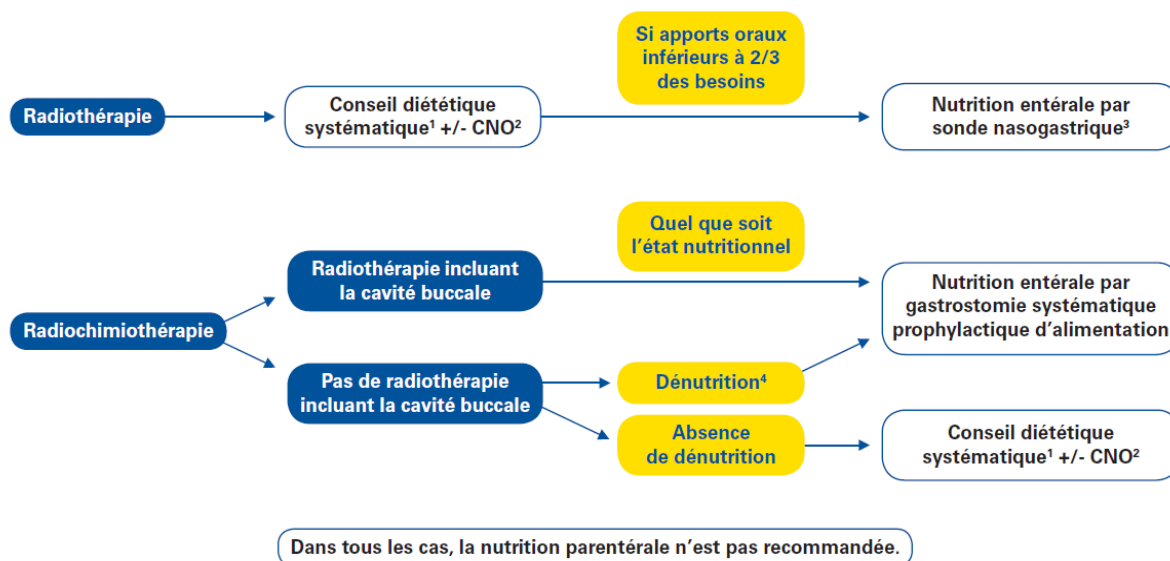 Si apports oraux
inférieurs à 2/3
des besoins
Radiothérapie
Conseil diététique
systématique¹ +/- CNO²
Nutrition entérale par
sonde nasogastrique³
Quel que soit
l’état nutritionnel
Radiothérapie incluant
la cavité buccale
Nutrition entérale par
gastrostomie systématique
prophylactique d’alimentation
Radiochimiothérapie
Pas de radiothérapie
incluant la cavité buccale
Dénutrition⁴
Absence
de dénutrition
Conseil diététique
systématique¹ +/- CNO²
Dans tous les cas, la nutrition parentérale n’est pas recommandée.